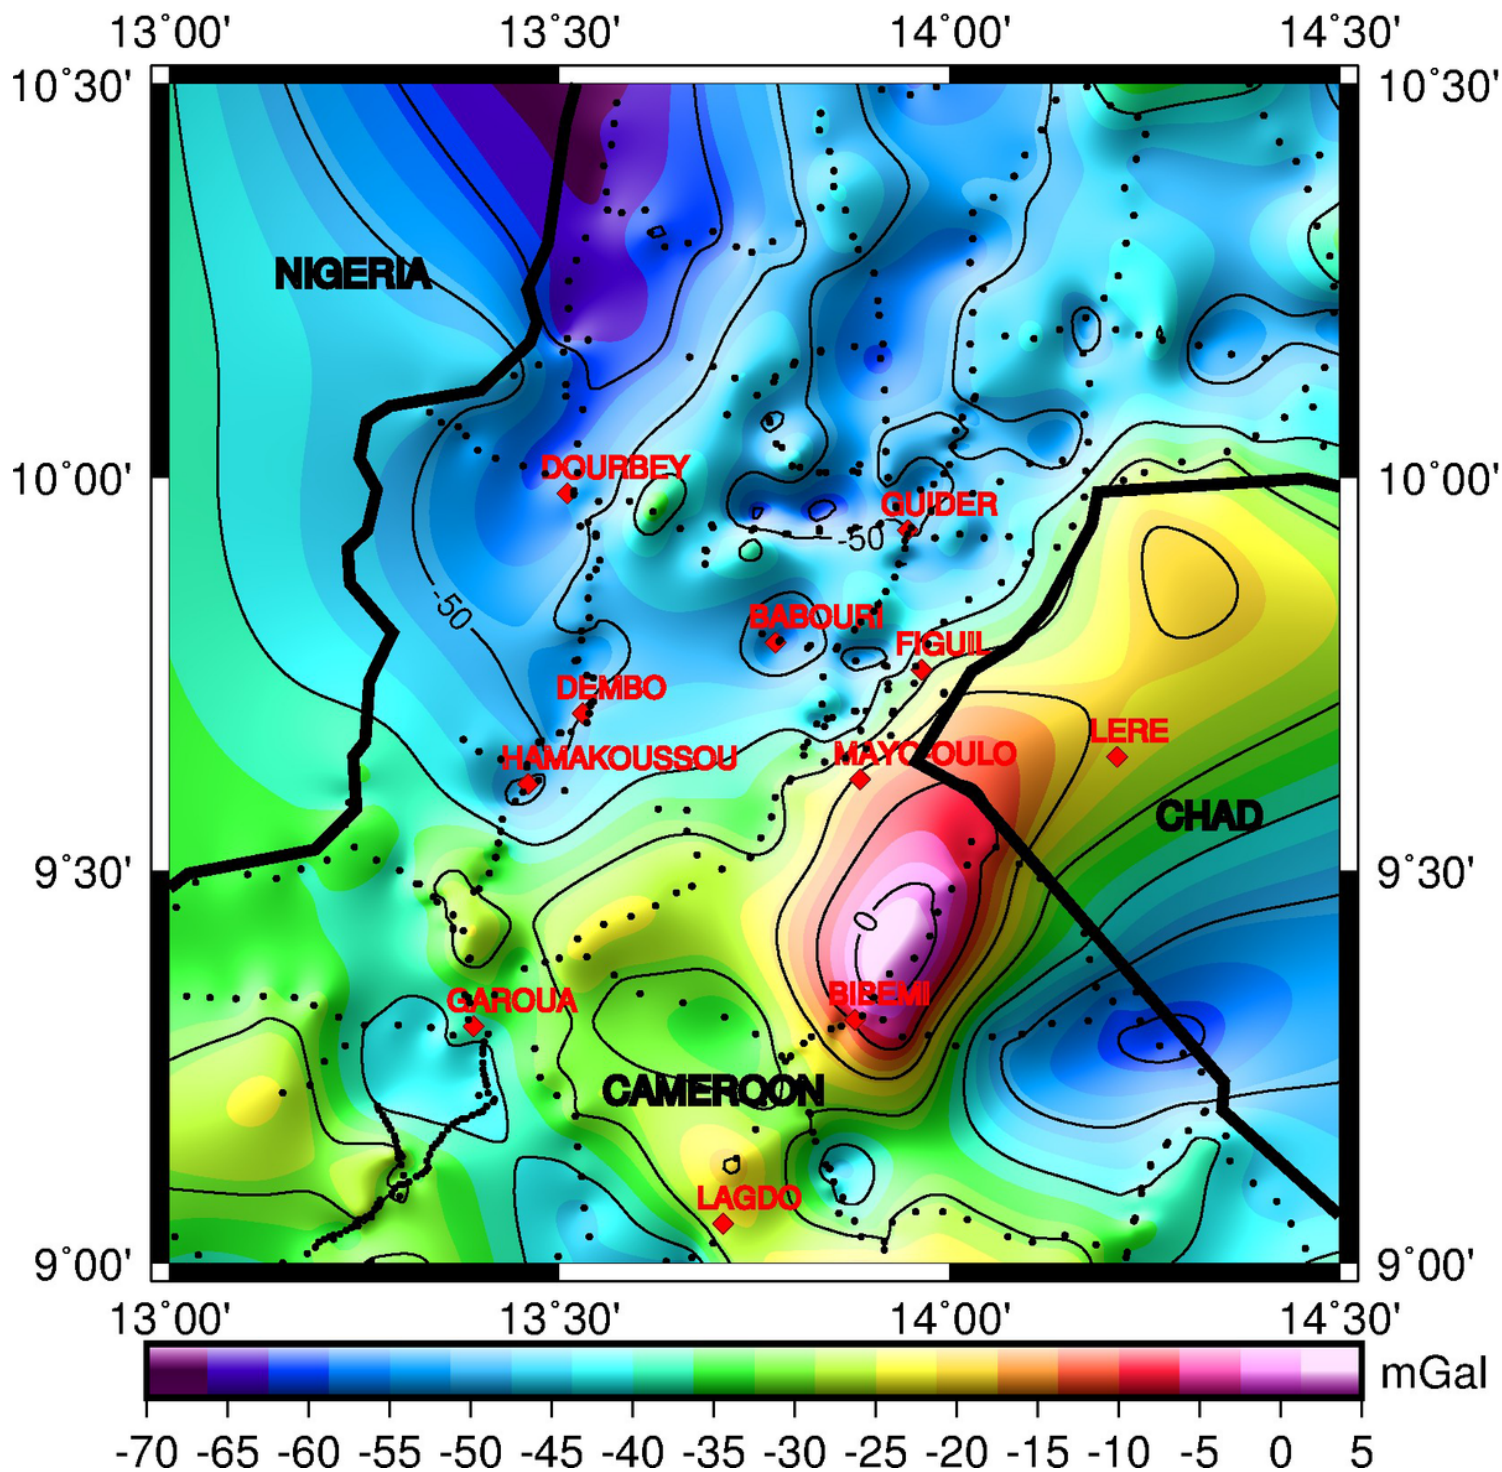 13°00' 13°30' 14°00' 14°30'
10°30' 10°30'
NIGERIA
DOURBEY
10°00' 10°00'
GUIDER
-50
-50
BABOURI
FIGUIL
DEMBO
LERE
HAMAKOUSSOU MAYO-OULO
CHAD
9°30' 9°30'
0
BIBEMI
GAROUA
CAMEROON
LAGDO
9°00' 9°00'
13°00' 13°30' 14°00' 14°30'
mGal
-70 -65 -60 -55 -50 -45 -40 -35 -30 -25 -20 -15 -10 -5 0 5